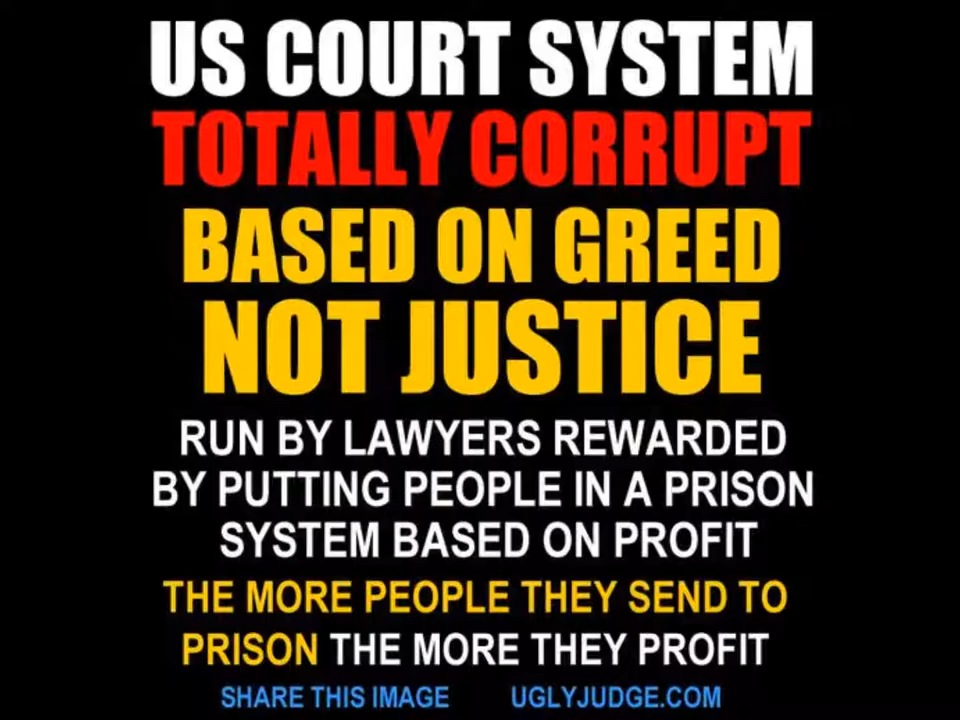 US COURT SYSTEM
TOTALLY CORRUPT
BASED ON GREED
NOT JUSTICE
RUN BY LAWYERS REWARDED
BY PUTTING PEOPLE IN A PRISON
SYSTEM BASED ON PROFIT
THE MORE PEOPLE THEY SEND TO
PRISON THE MORE THEY PROFIT
SHARE THIS IMAGE UGLYJUDGE.COM